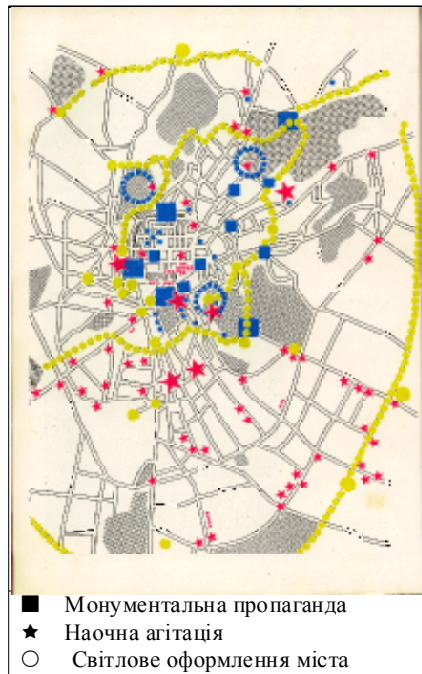 Монументальна пропаганда
Наочна агітація
Світлове оформлення міста